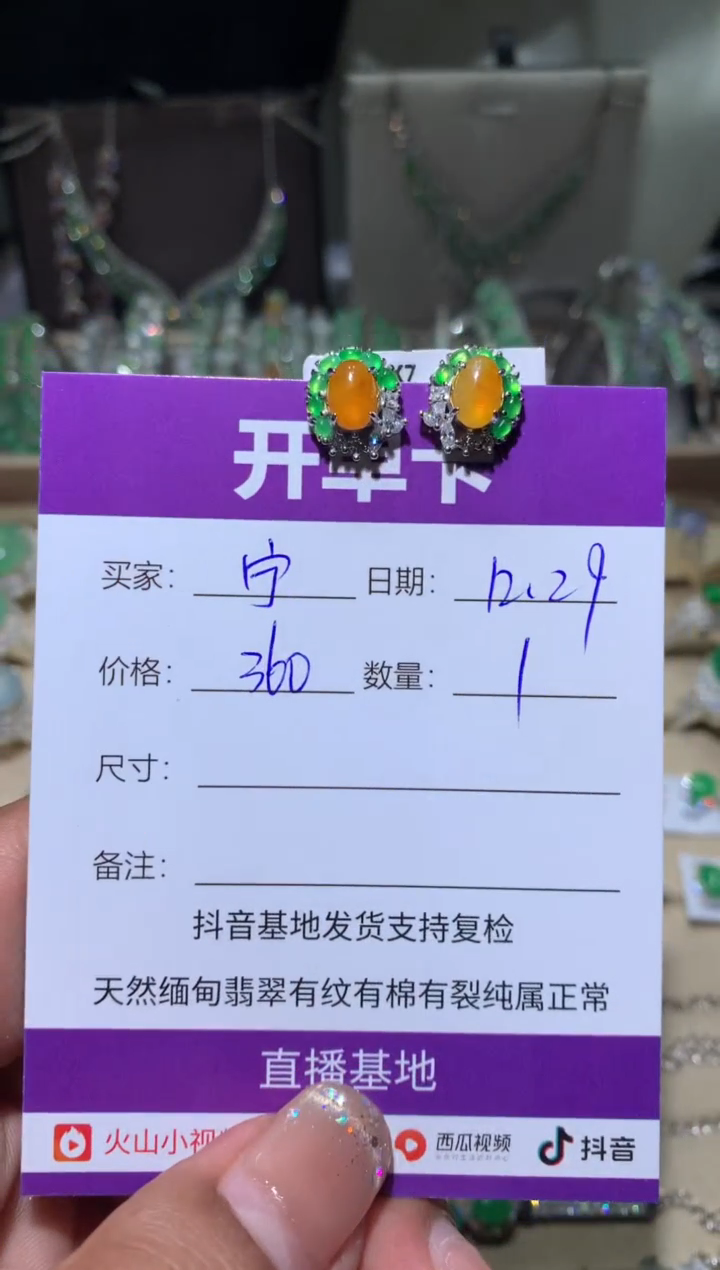 K7
开单卡
买家： 宁 日期： 12.29
价格： 360 数量： 1
尺寸：
备注：
抖音基地发货支持复检
天然缅甸翡翠有纹有棉有裂纯属正常
直播基地
火山小视 西瓜视频 抖音